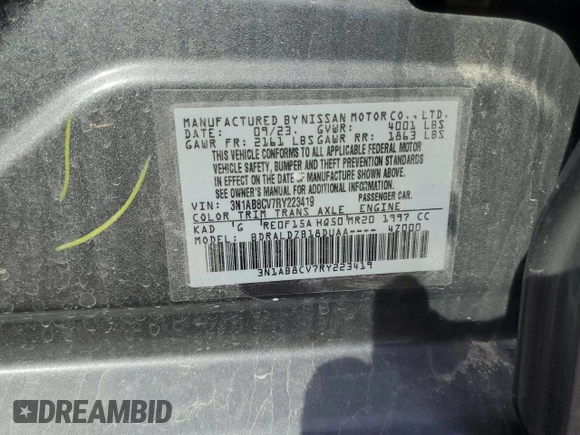 MANUFACTURED BY NISSAN MOTOR CO., LTD.
DATE: 09/23. GVWR: 4001 LBS
GAWR FR: 2161 LBS GAWR RR: 1863 LBS
THIS VEHICLE CONFORMS TO ALL APPLICABLE FEDERAL MOTOR
VEHICLE SAFETY, BUMPER AND THEFT PREVENTION STANDARDS
IN EFFECT ON THE DATE OF MANUFACTURE SHOWN ABOVE.
SEE OWNER'S MANUAL FOR ADDITIONAL INFORMATION.
VIN: 3N1AB8CV7RY223419 PASSENGER CAR.
COLOR TRIM TRANS AXLE ENGINE
KAD G RE0F15A HQ50 MR20 1997 CC
MODEL: BDRALDZB18DUAA---- 47000
3N1AB8CV7RY223419
DREAMBID